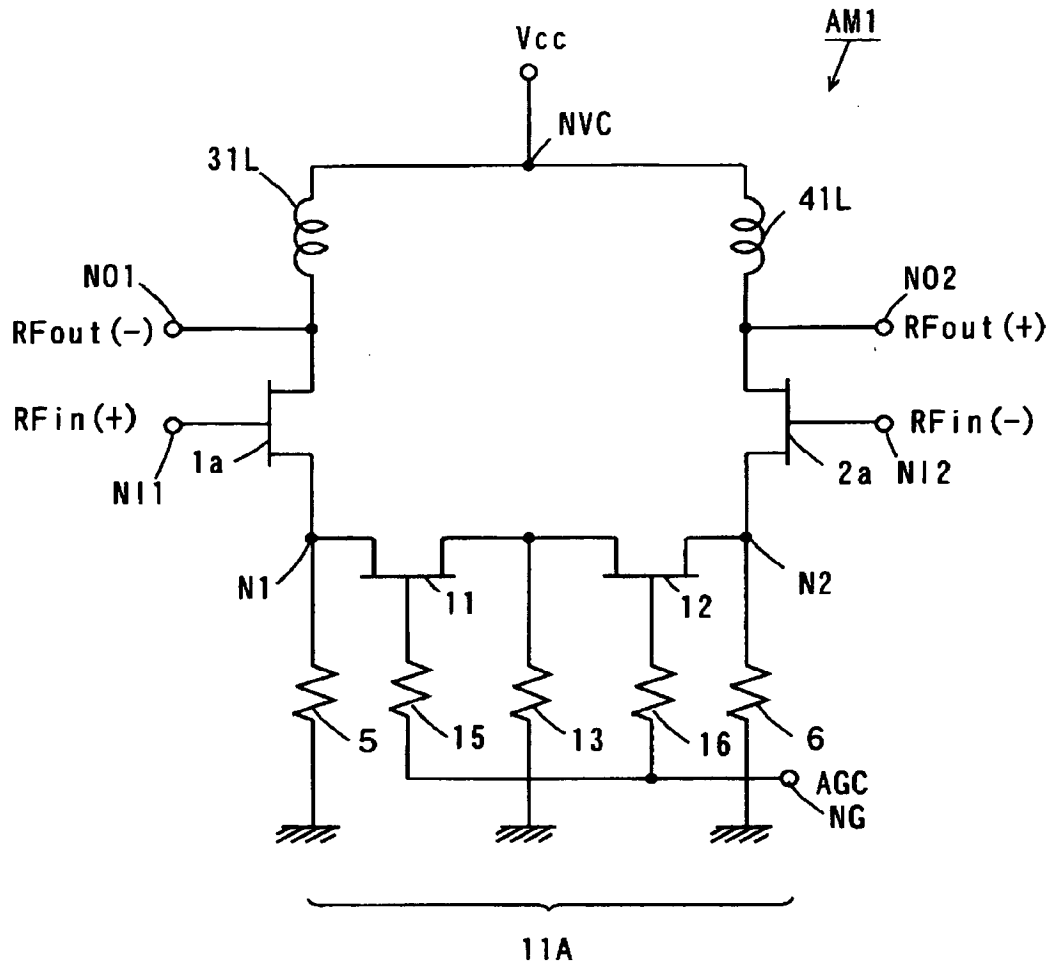 AM1
Vcc
NVC
31L
41L
NO1
NO2
RFout(-)
RFout(+)
RFin(+)
RFin(-)
1a
2a
NI1
NI2
N1
N2
11
12
5
15
13
16
6
AGC
NG
11A